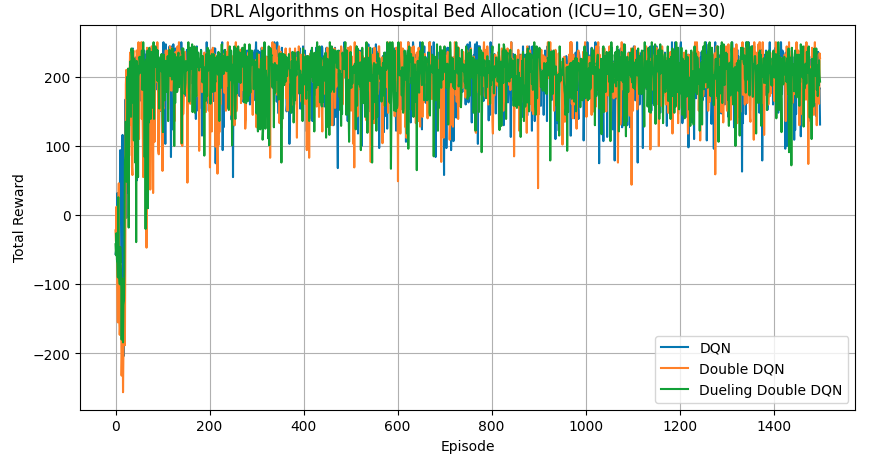 DRL Algorithms on Hospital Bed Allocation (ICU=10, GEN=30)
Total Reward
200
100
0
−100
−200
0
200
400
600
800
1000
1200
1400
Episode
DQN
Double DQN
Dueling Double DQN